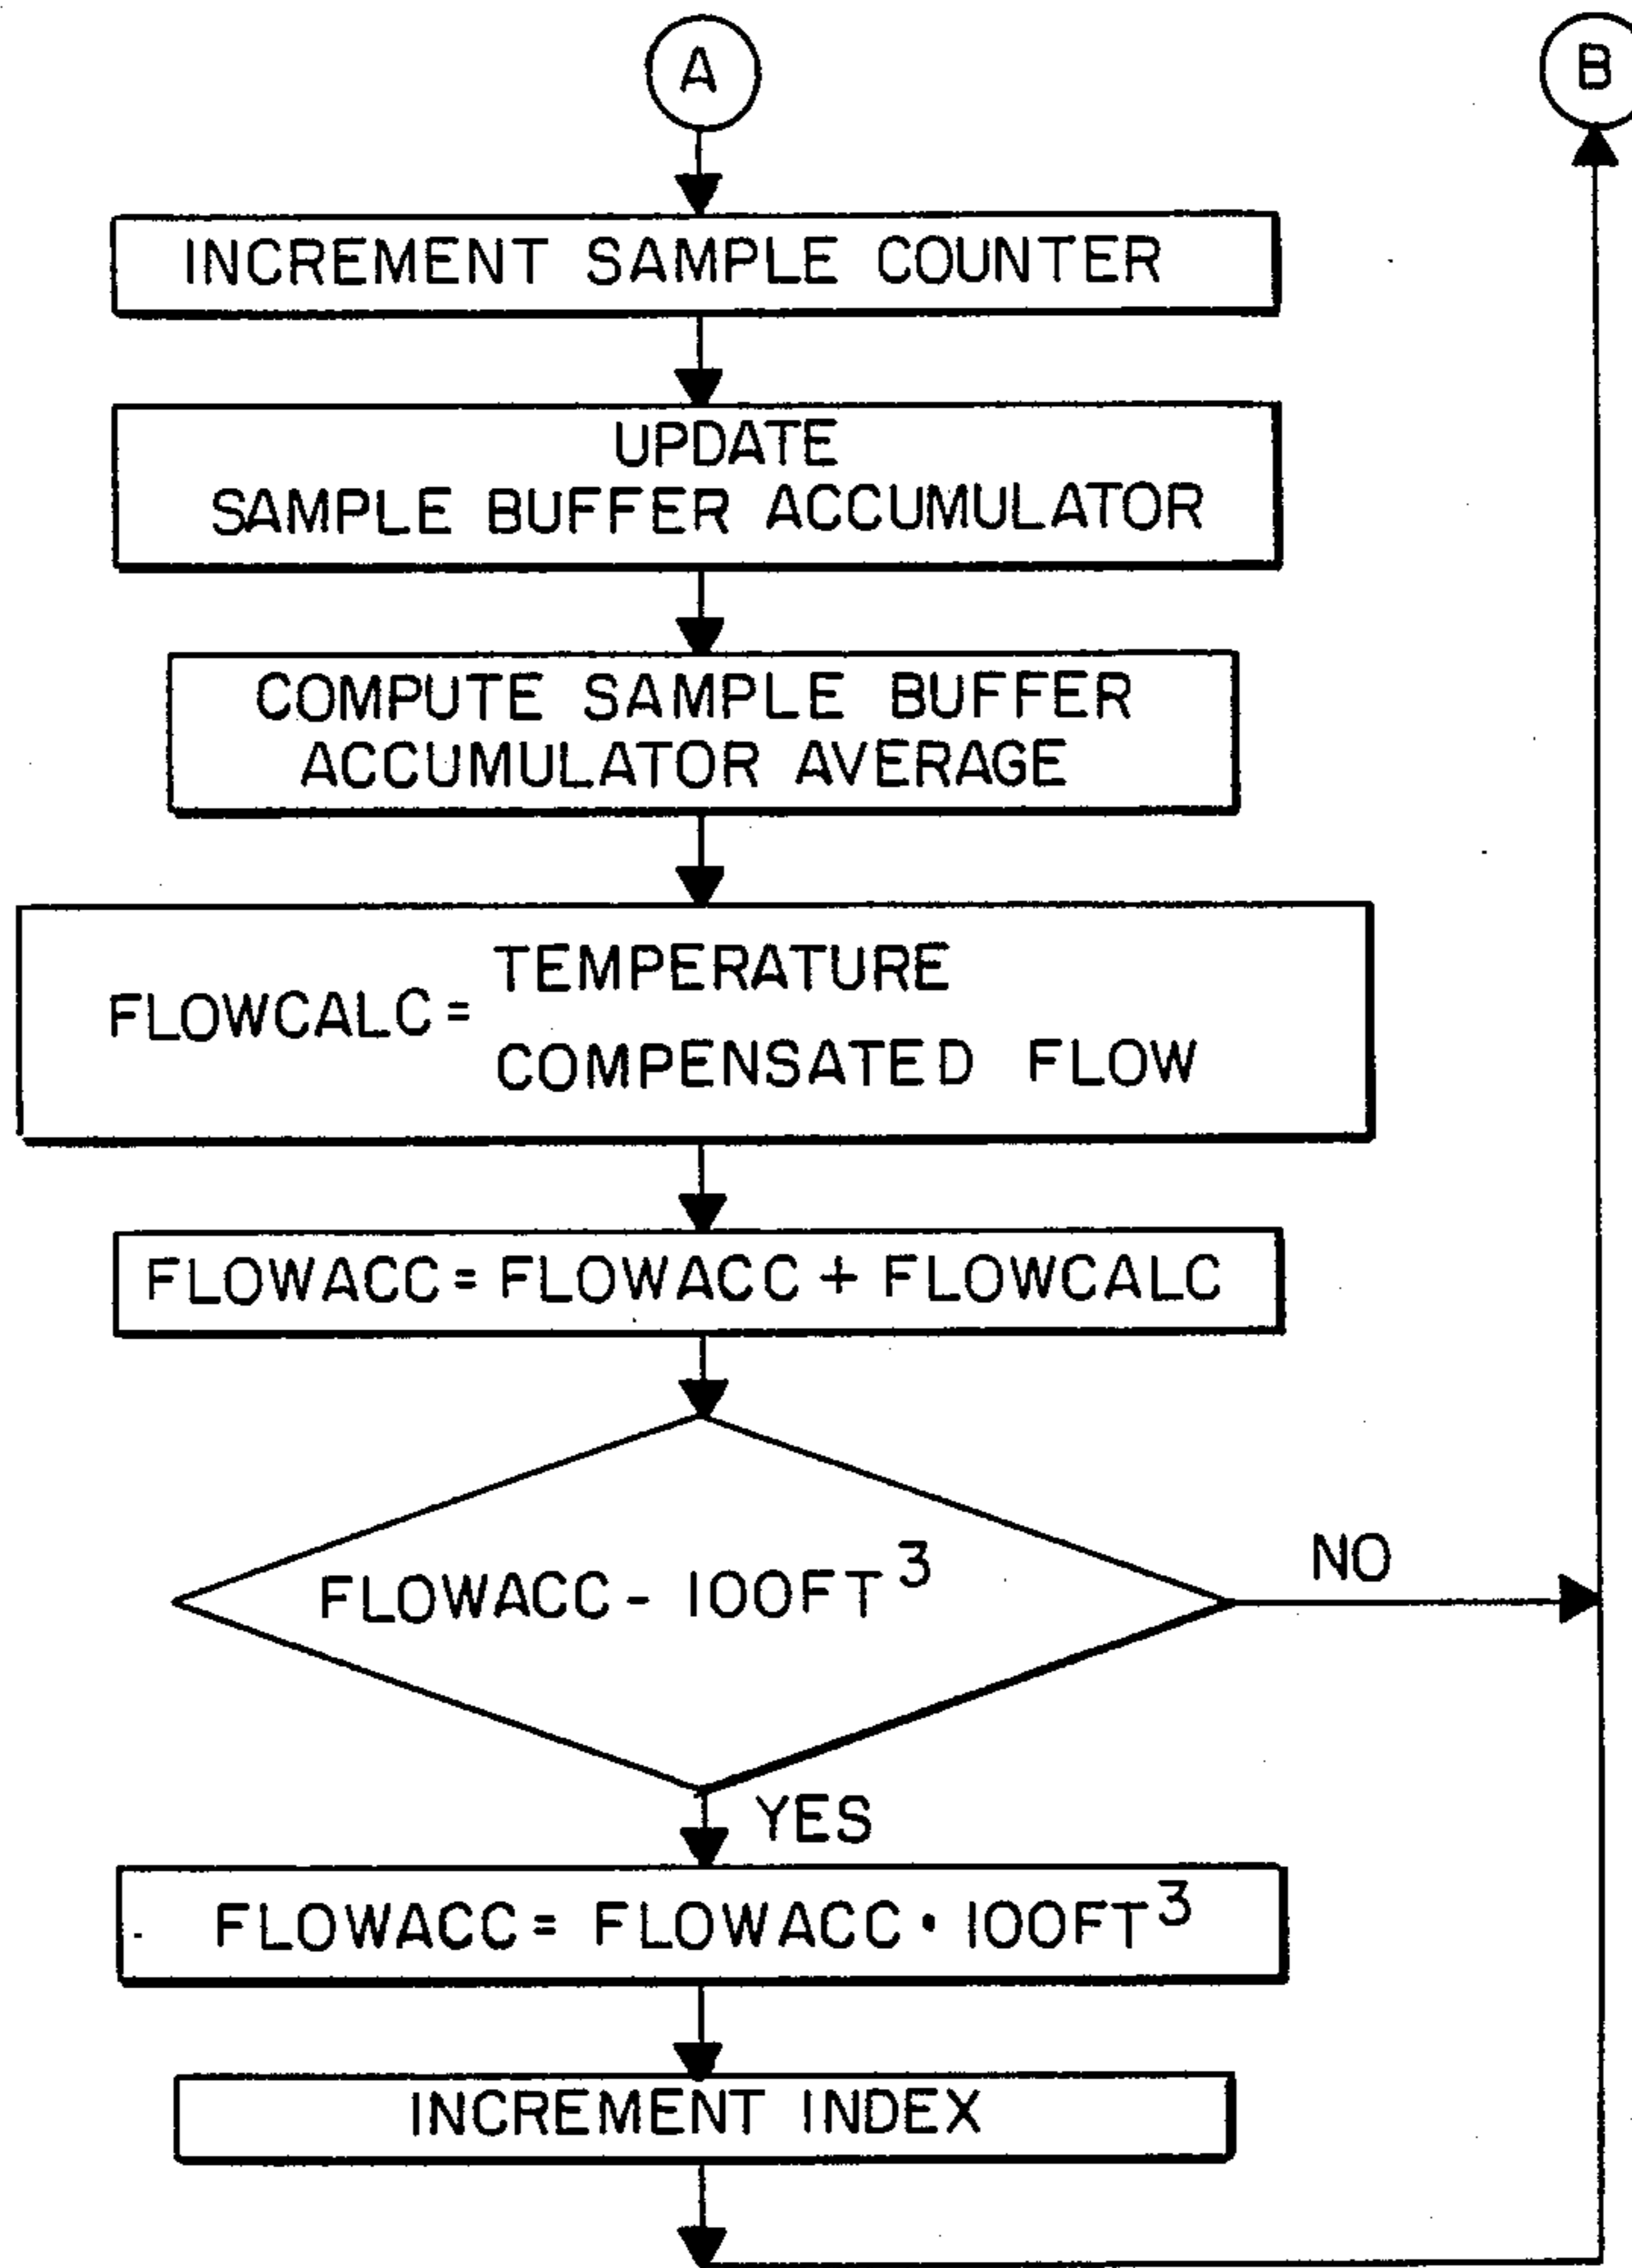 A
B
INCREMENT SAMPLE COUNTER
UPDATE
SAMPLE BUFFER ACCUMULATOR
COMPUTE SAMPLE BUFFER
ACCUMULATOR AVERAGE
FLOWCALC = TEMPERATURE
COMPENSATED FLOW
FLOWACC = FLOWACC + FLOWCALC
FLOWACC - 100FT³
NO
YES
FLOWACC = FLOWACC • 100FT³
INCREMENT INDEX